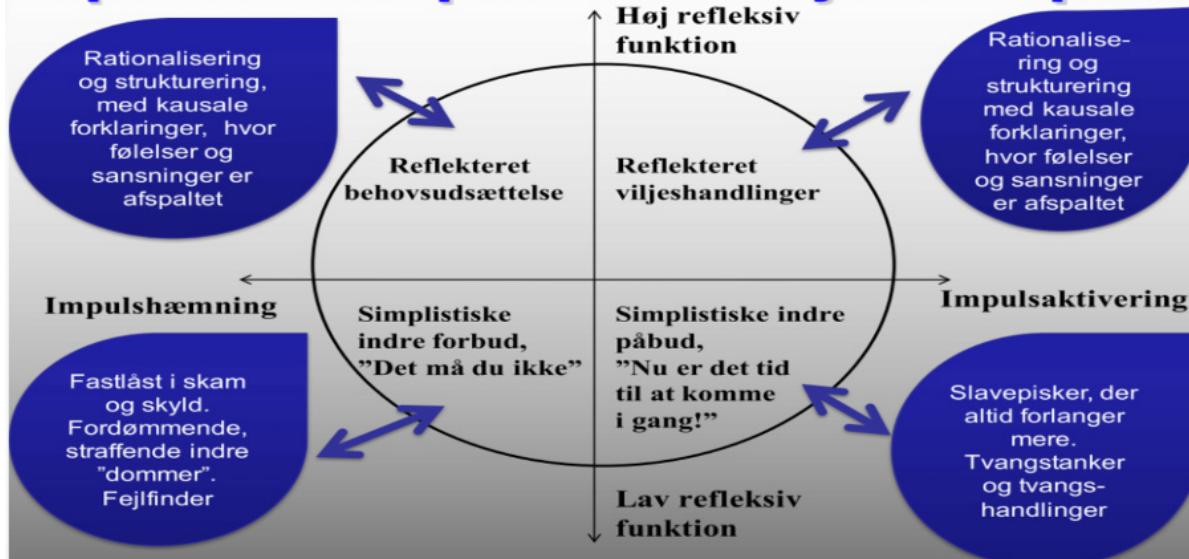 Høj refleksiv
funktion
Rationalisering
og strukturering,
med kausale
forklaringer, hvor
følelser og
sansninger er
afspaltet
Rationalise-
ring og
strukturering
med kausale
forklaringer,
hvor følelser
og sansninger
er afspaltet
Reflekteret
behovsudsættelse
Reflekteret
viljeshandlinger
Impulshæmning
Impulsaktivering
Simplistiske
indre forbud,
”Det må du ikke”
Simplistiske indre
påbud,
”Nu er det tid
til at komme
i gang!”
Fastlåst i skam
og skyld.
Fordømmende,
straffende indre
”dommer”.
Fejlfinder
Slavepisker, der
altid forlanger
mere.
Tvangstanker
og tvangs-
handlinger
Lav refleksiv
funktion